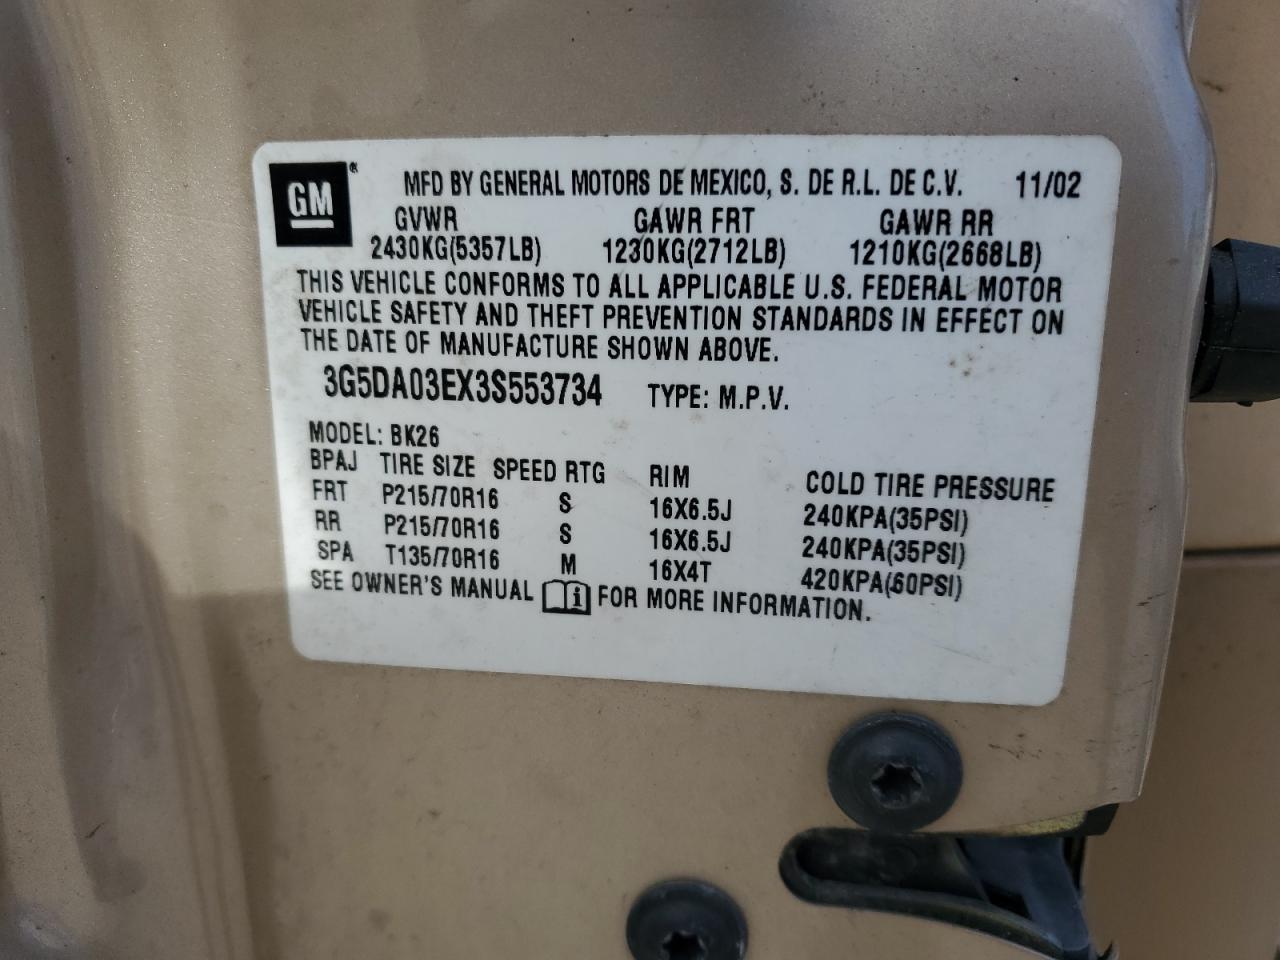 GM ® MFD BY GENERAL MOTORS DE MEXICO, S. DE R.L. DE C.V. 11/02
GVWR GAWR FRT GAWR RR
2430KG(5357LB) 1230KG(2712LB) 1210KG(2668LB)
THIS VEHICLE CONFORMS TO ALL APPLICABLE U.S. FEDERAL MOTOR
VEHICLE SAFETY AND THEFT PREVENTION STANDARDS IN EFFECT ON
THE DATE OF MANUFACTURE SHOWN ABOVE.
3G5DA03EX3S553734 TYPE: M.P.V.
MODEL: BK26
BPAJ TIRE SIZE SPEED RTG RIM COLD TIRE PRESSURE
FRT P215/70R16 S 16X6.5J 240KPA(35PSI)
RR P215/70R16 S 16X6.5J 240KPA(35PSI)
SPA T135/70R16 M 16X4T 420KPA(60PSI)
SEE OWNER'S MANUAL i FOR MORE INFORMATION.